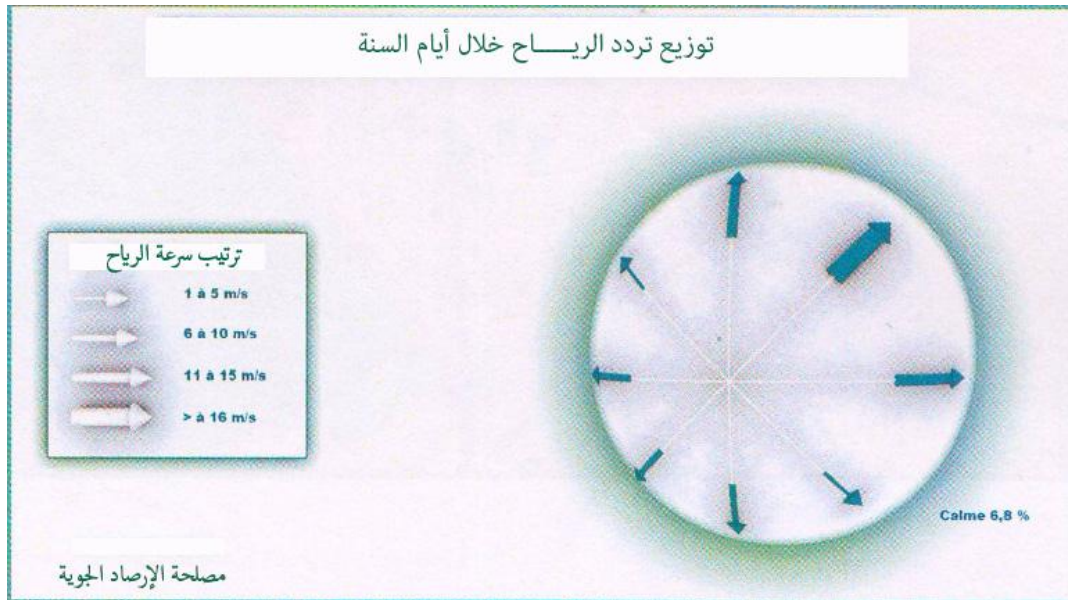 توزيع تردد الريـــــاح خلال أيام السنة
ترتيب سرعة الرياح
1 à 5 m/s
6 à 10 m/s
11 à 15 m/s
> à 16 m/s
Calme 6,8 %
مصلحة الإرصاد الجوية